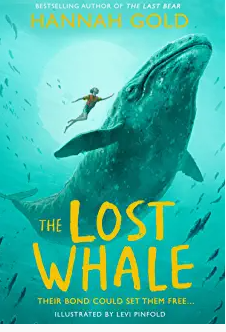 BESTSELLING AUTHOR OF THE LAST BEAR
HANNAH GOLD
THE LOST
WHALE
THEIR BOND COULD SET THEM FREE...
ILLUSTRATED BY LEVI PINFOLD